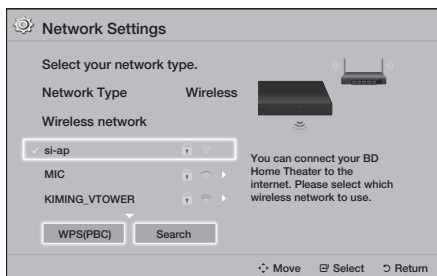 Network Settings
Select your network type.
Network Type Wireless
Wireless network
si-ap
MIC
KIMING_VTOWER
WPS(PBC) Search
You can connect your BD
Home Theater to the
internet. Please select which
wireless network to use.
Move Select Return